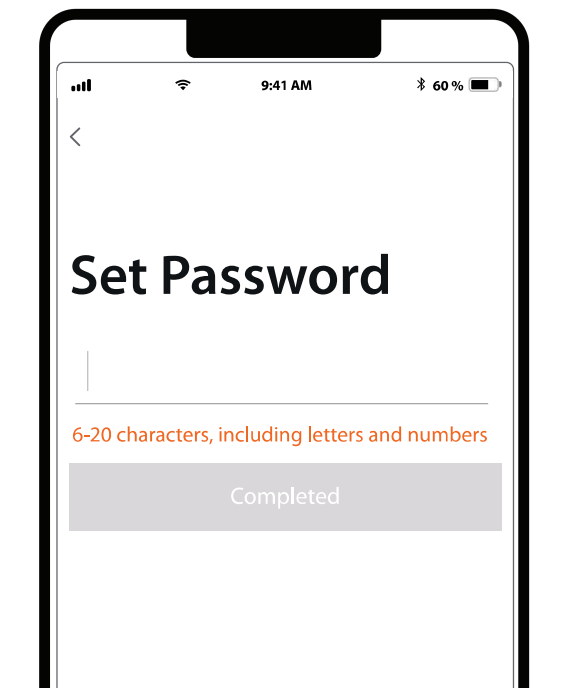 9:41 AM 60 %
Set Password
6-20 characters, including letters and numbers
Completed